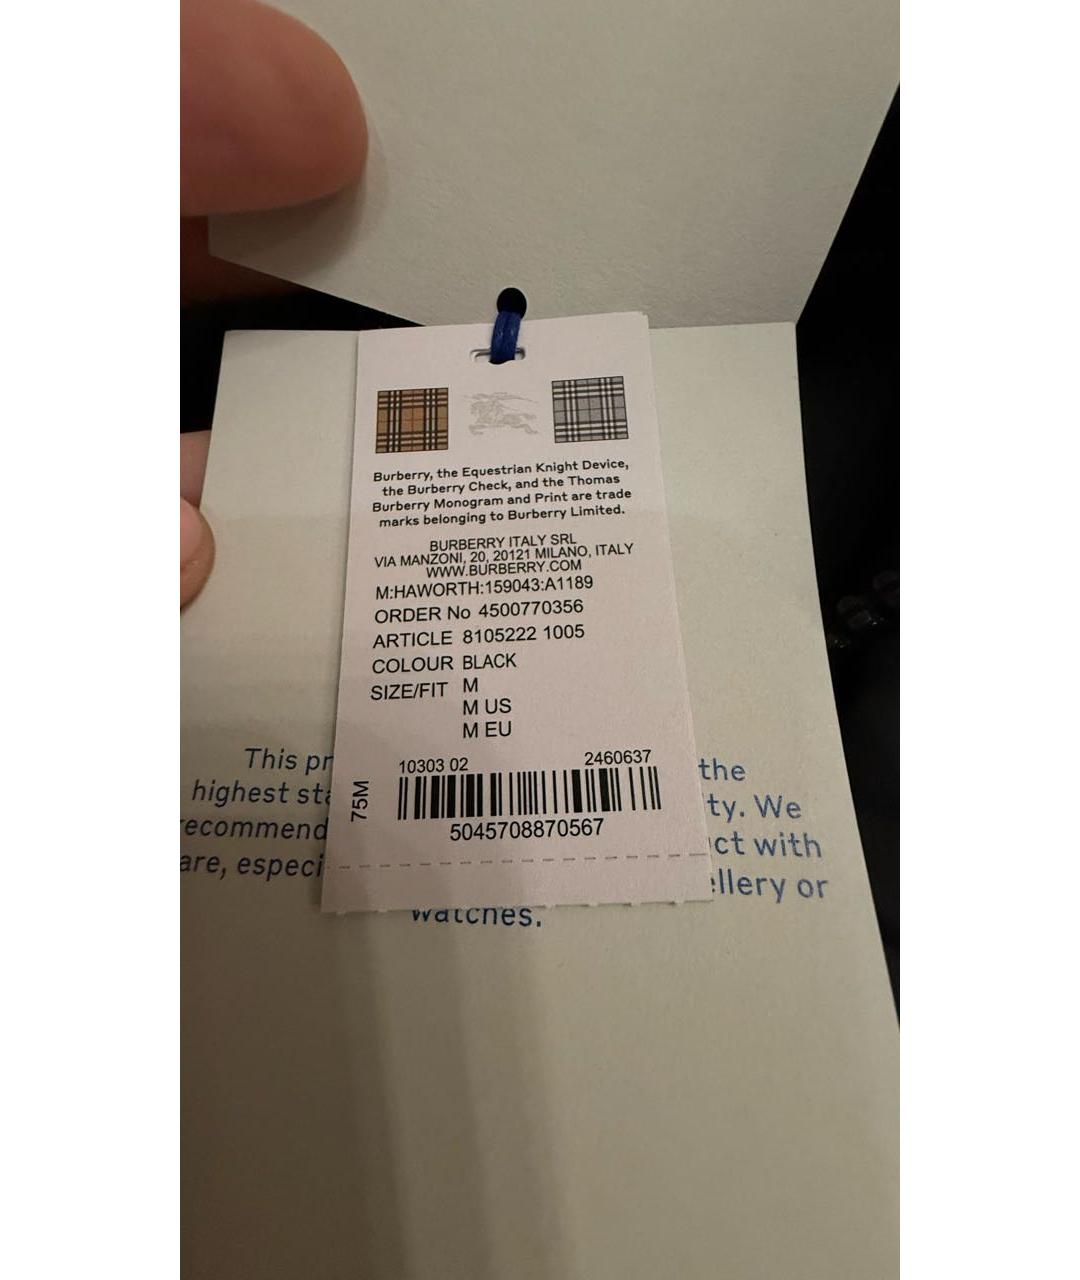 Burberry, the Equestrian Knight Device,
the Burberry Check, and the Thomas
Burberry Monogram and Print are trade
marks belonging to Burberry Limited.
BURBERRY ITALY SRL
VIA MANZONI, 20, 20121 MILANO, ITALY
WWW.BURBERRY.COM
M:HAWORTH:159043:A1189
ORDER No 4500770356
ARTICLE 8105222 1005
COLOUR BLACK
SIZE/FIT M
M US
M EU
10303 02 2460637
75M
5045708870567
This pr the
highest sta ty. We
recommend ct with
are, especi ellery or
watches.